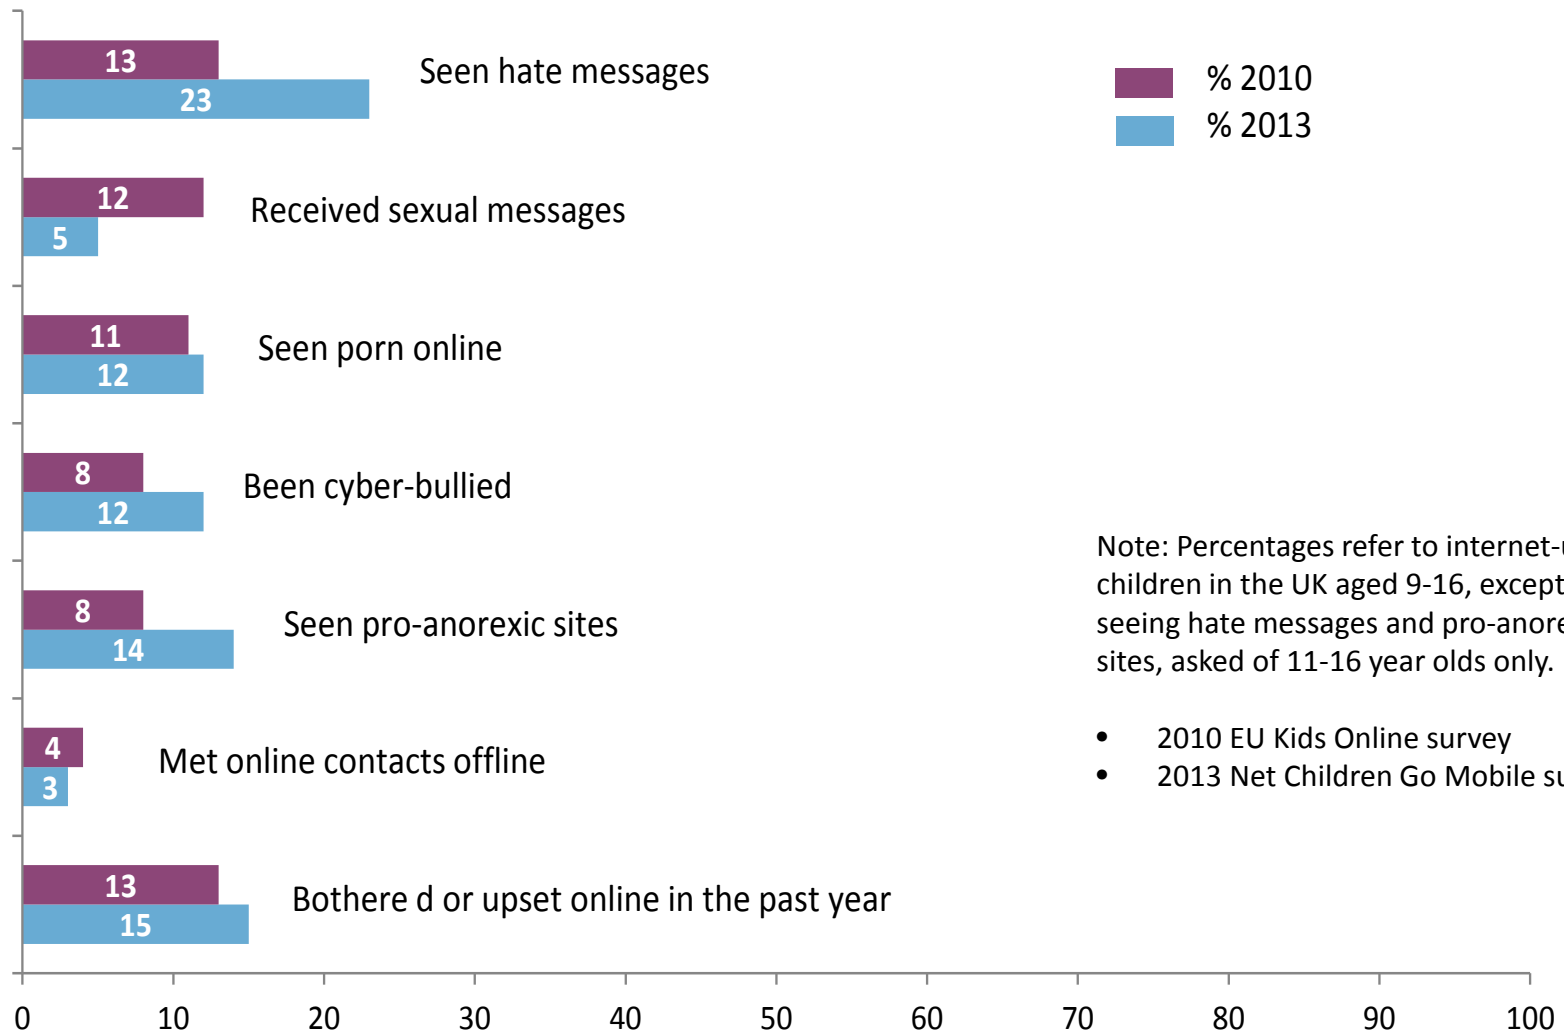 13
Seen hate messages
23
% 2010
% 2013
12
Received sexual messages
5
11
Seen porn online
12
8
Been cyber-bullied
12
8
Seen pro-anorexic sites
14
4
Met online contacts offline
3
13
Bothere d or upset online in the past year
15
Note: Percentages refer to
children in the UK aged 9-16, except
seeing hate messages and
sites, asked of 11-16 year olds only.
• 2010 EU Kids Online survey
• 2013 Net Children Go Mobile
0 10 20 30 40 50 60 70 80 90 100